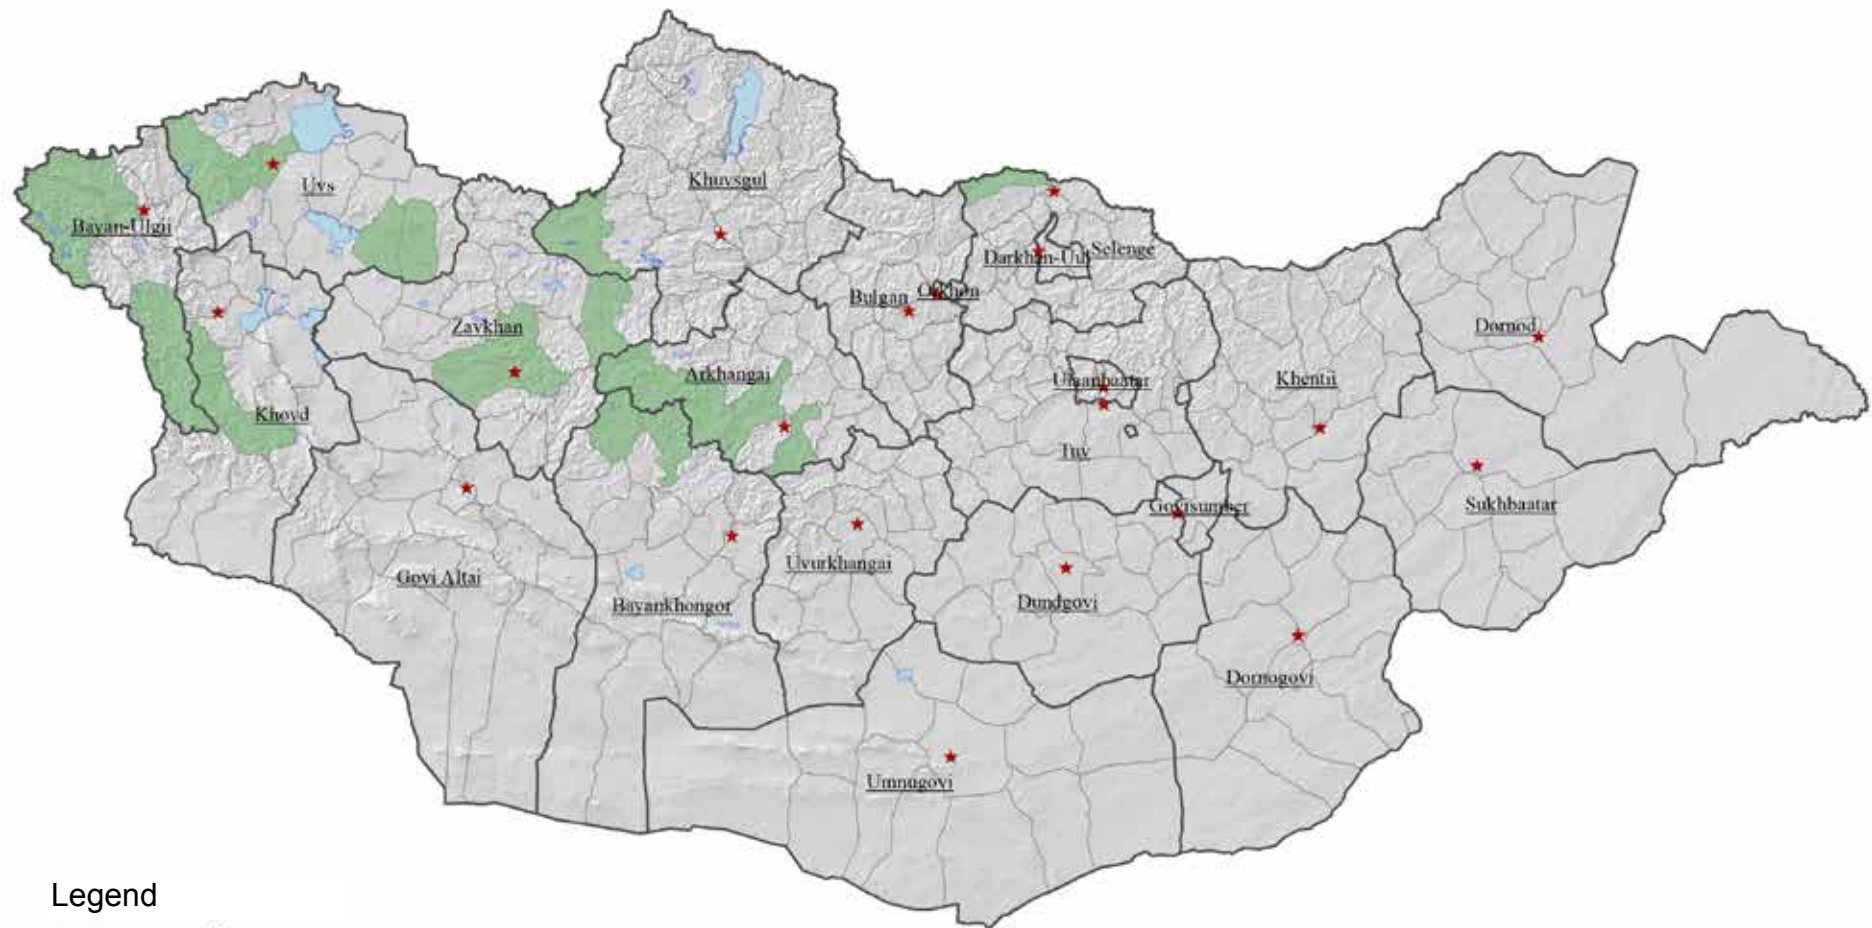 Khuvsgul
Uvs
Bayan-Ulgii
Selenge
Darkhan-Uul
Orkhon
Bulgan
Zavkhan
Dornod
Arkhangai
Ulaanbaatar
Khentii
Khovd
Tuv
Sukhbaatar
Govisumber
Uvurkhangai
Govi Altai
Bayankhongor
Dundgovi
Dornogovi
Umnugovi
Legend